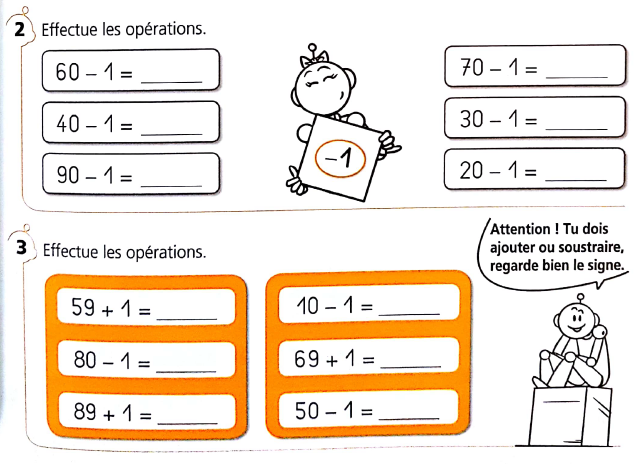 2 Effectue les opérations.
60 – 1 = ______
40 – 1 = ______
90 – 1 = ______
–1
70 – 1 = ______
30 – 1 = ______
20 – 1 = ______
3 Effectue les opérations.
Attention ! Tu dois
ajouter ou soustraire,
regarde bien le signe.
59 + 1 = ______
80 – 1 = ______
89 + 1 = ______
10 – 1 = ______
69 + 1 = ______
50 – 1 = ______